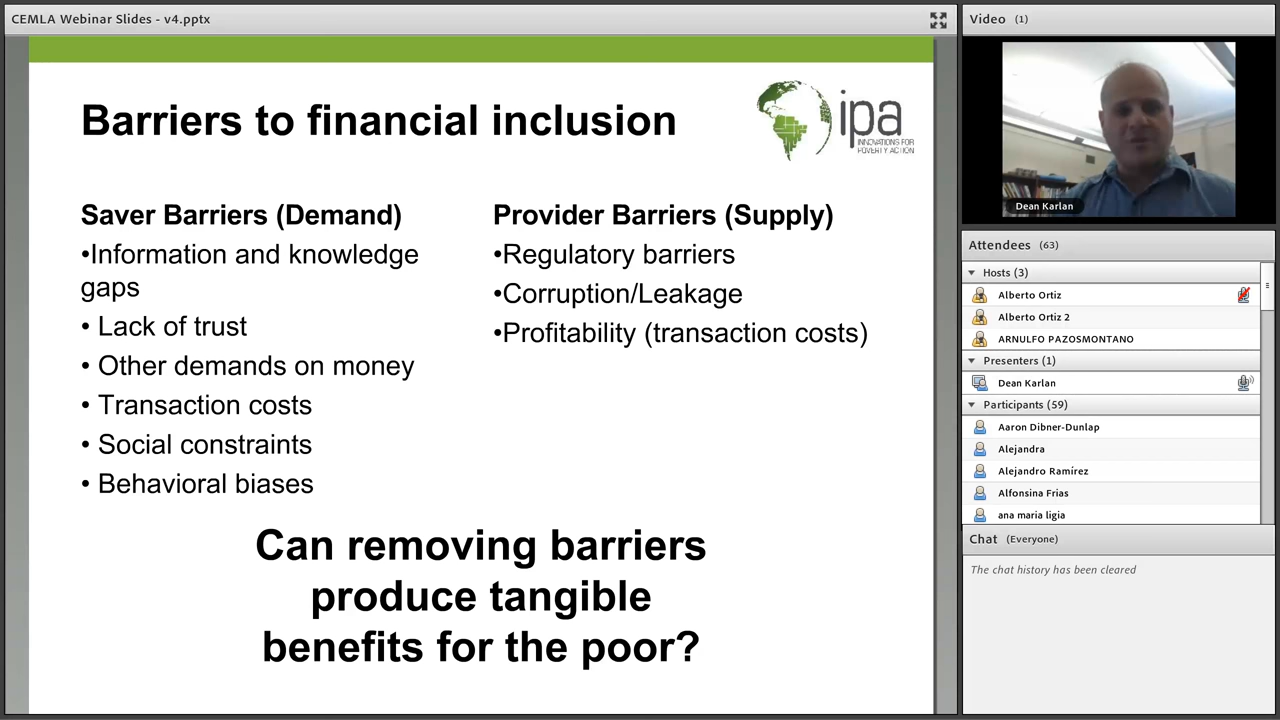 CEMLA Webinar Slides - v4.pptx
Barriers to financial inclusion
ipa
INNOVATIONS FOR
POVERTY ACTION
Saver Barriers (Demand)
•Information and knowledge
gaps
• Lack of trust
• Other demands on money
• Transaction costs
• Social constraints
• Behavioral biases
Provider Barriers (Supply)
•Regulatory barriers
•Corruption/Leakage
•Profitability (transaction costs)
Can removing barriers
produce tangible
benefits for the poor?
Video (1)
Dean Karlan
Attendees (63)
Hosts (3)
Alberto Ortiz
Alberto Ortiz 2
ARNULFO PAZOSMONTANO
Presenters (1)
Dean Karlan
Participants (59)
Aaron Dibner-Dunlap
Alejandra
Alejandro Ramírez
Alfonsina Frias
ana maria ligia
Chat (Everyone)
The chat history has been cleared